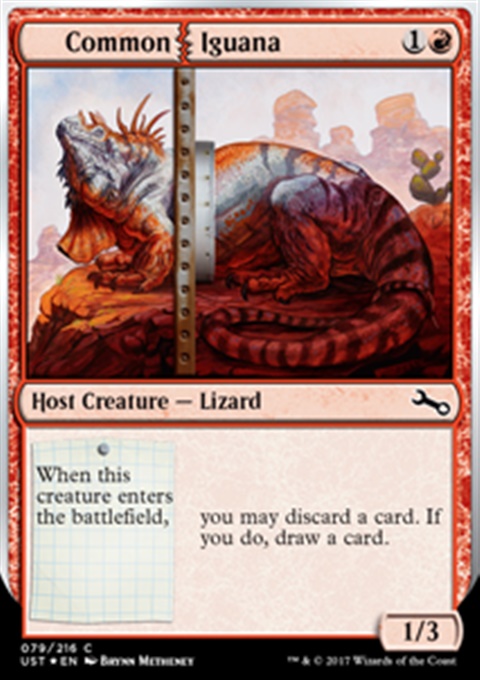 Common Iguana 1
Host Creature — Lizard
When this
creature enters
the battlefield,
you may discard a card. If
you do, draw a card.
1/3
079/216 C
UST ★ EN Brynn Metheney
™ & © 2017 Wizards of the Coast